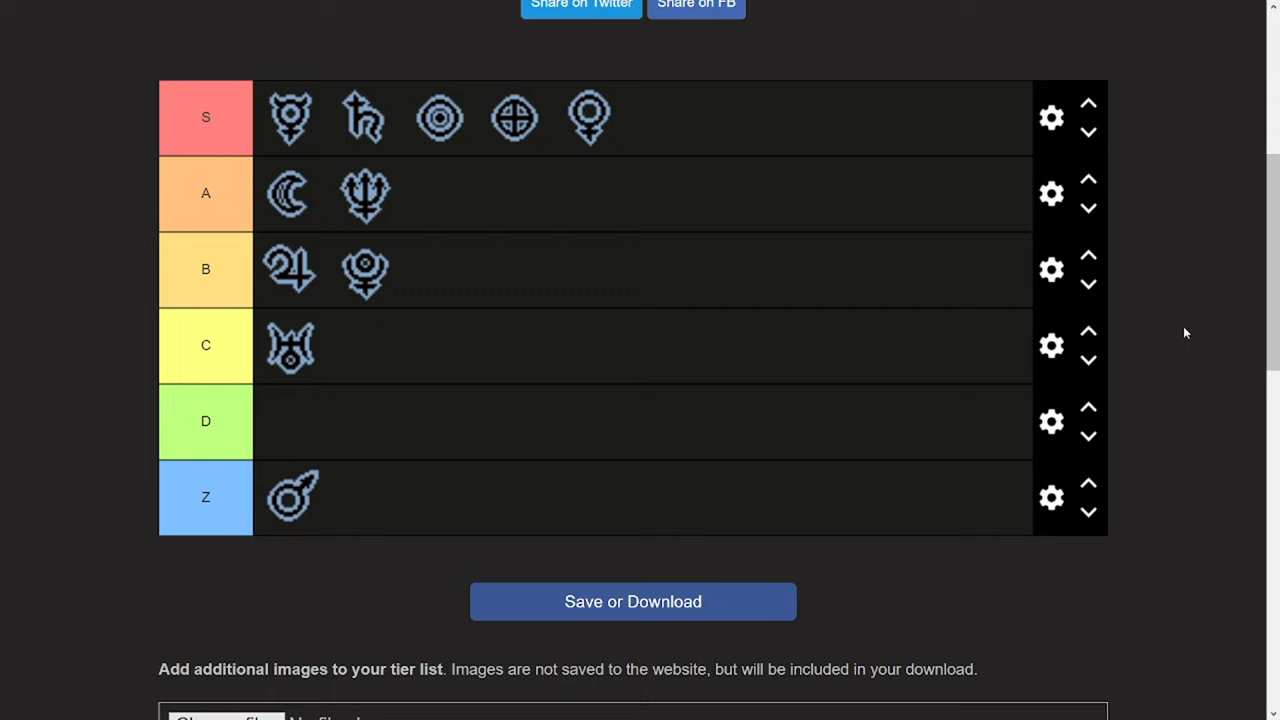 Share on Twitter Share on FB
S
A
B
C
D
Z
Save or Download
Add additional images to your tier list. Images are not saved to the website, but will be included in your download.